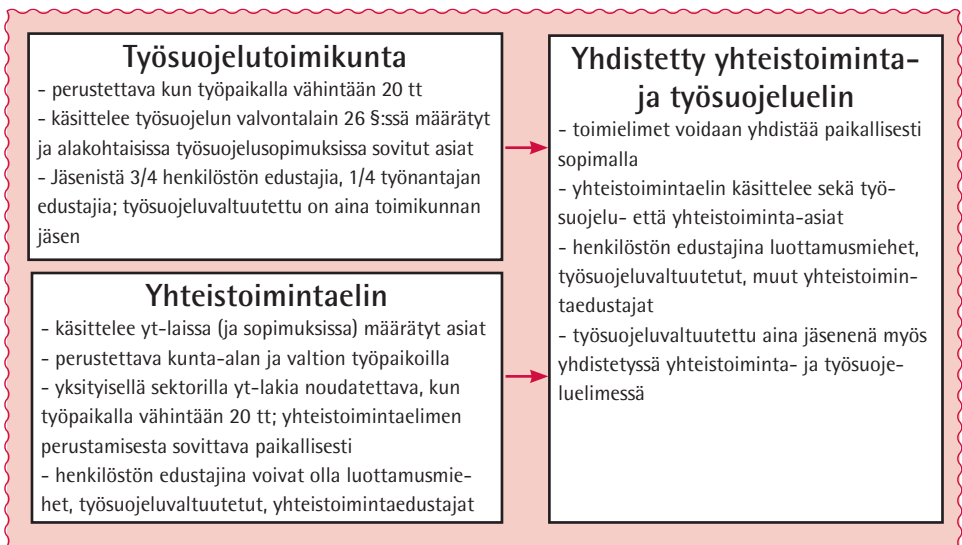 Työsuojelutoimikunta
- perustettava kun työpaikalla vähintään 20 tt
- käsittelee työsuojelun valvontalain 26 §:ssä määrätyt
ja alakohtaisissa työsuojelusopimuksissa sovitut asiat
- Jäsenistä 3/4 henkilöstön edustajia, 1/4 työnantajan
edustajia; työsuojeluvaltuutettu on aina toimikunnan
jäsen
Yhteistoimintaelin
- käsittelee yt-laissa (ja sopimuksissa) määrätyt asiat
- perustettava kunta-alan ja valtion työpaikoilla
- yksityisellä sektorilla yt-lakia noudatettava, kun
työpaikalla vähintään 20 tt; yhteistoimintaelimen
perustamisesta sovittava paikallisesti
- henkilöstön edustajina voivat olla luottamusmie-
het, työsuojeluvaltuutetut, yhteistoimintaedustajat
Yhdistetty yhteistoiminta-
ja työsuojeluelin
- toimielimet voidaan yhdistää paikallisesti
sopimalla
- yhteistoimintaelin käsittelee sekä työ-
suojelu- että yhteistoiminta-asiat
- henkilöstön edustajina luottamusmiehet,
työsuojeluvaltuutetut, muut yhteistoimin-
taedustajat
- työsuojeluvaltuutettu aina jäsenenä myös
yhdistetyssä yhteistoiminta- ja työsuoje-
luelimessä